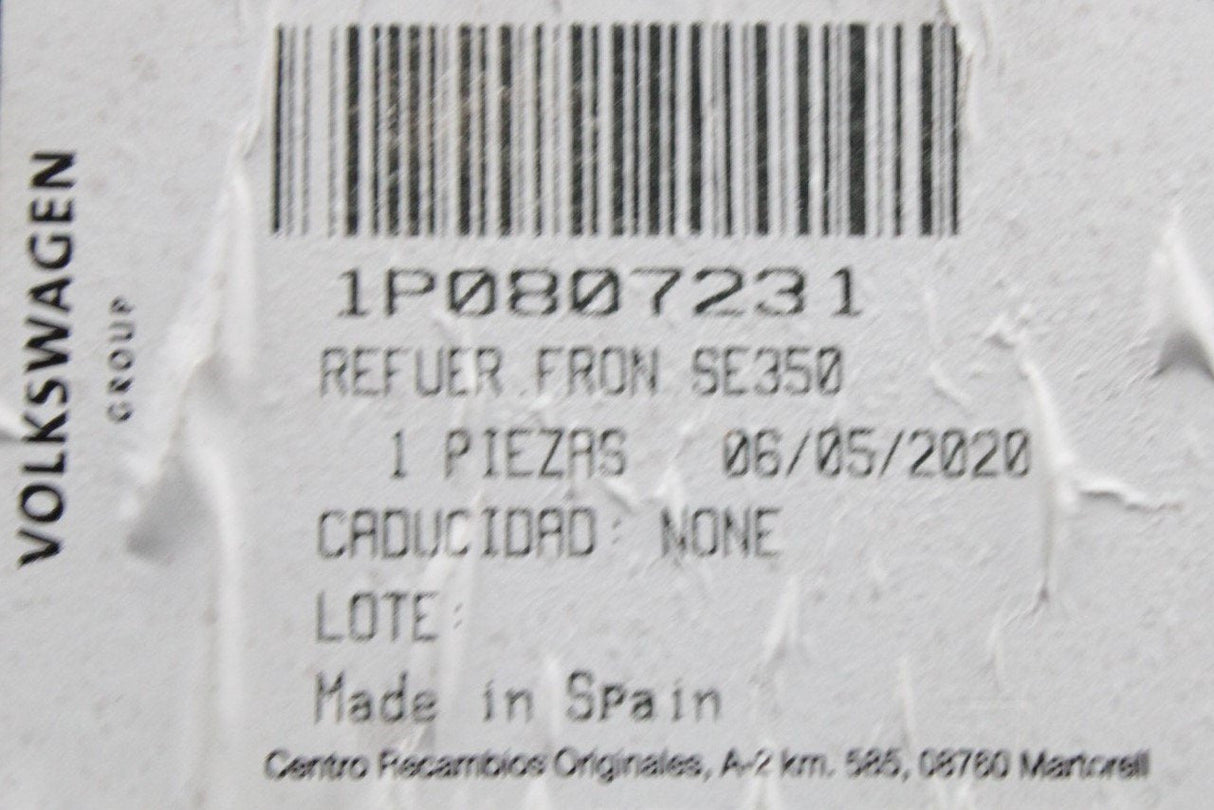 VOLKSWAGEN
GROUP
1P0807231
REFUER.FRON SE350
1 PIEZAS 06/05/2020
CADUCIDAD: NONE
LOTE:
Made in Spain
Centro Recambios Originales, A-2 km. 585, 08760 Martorell